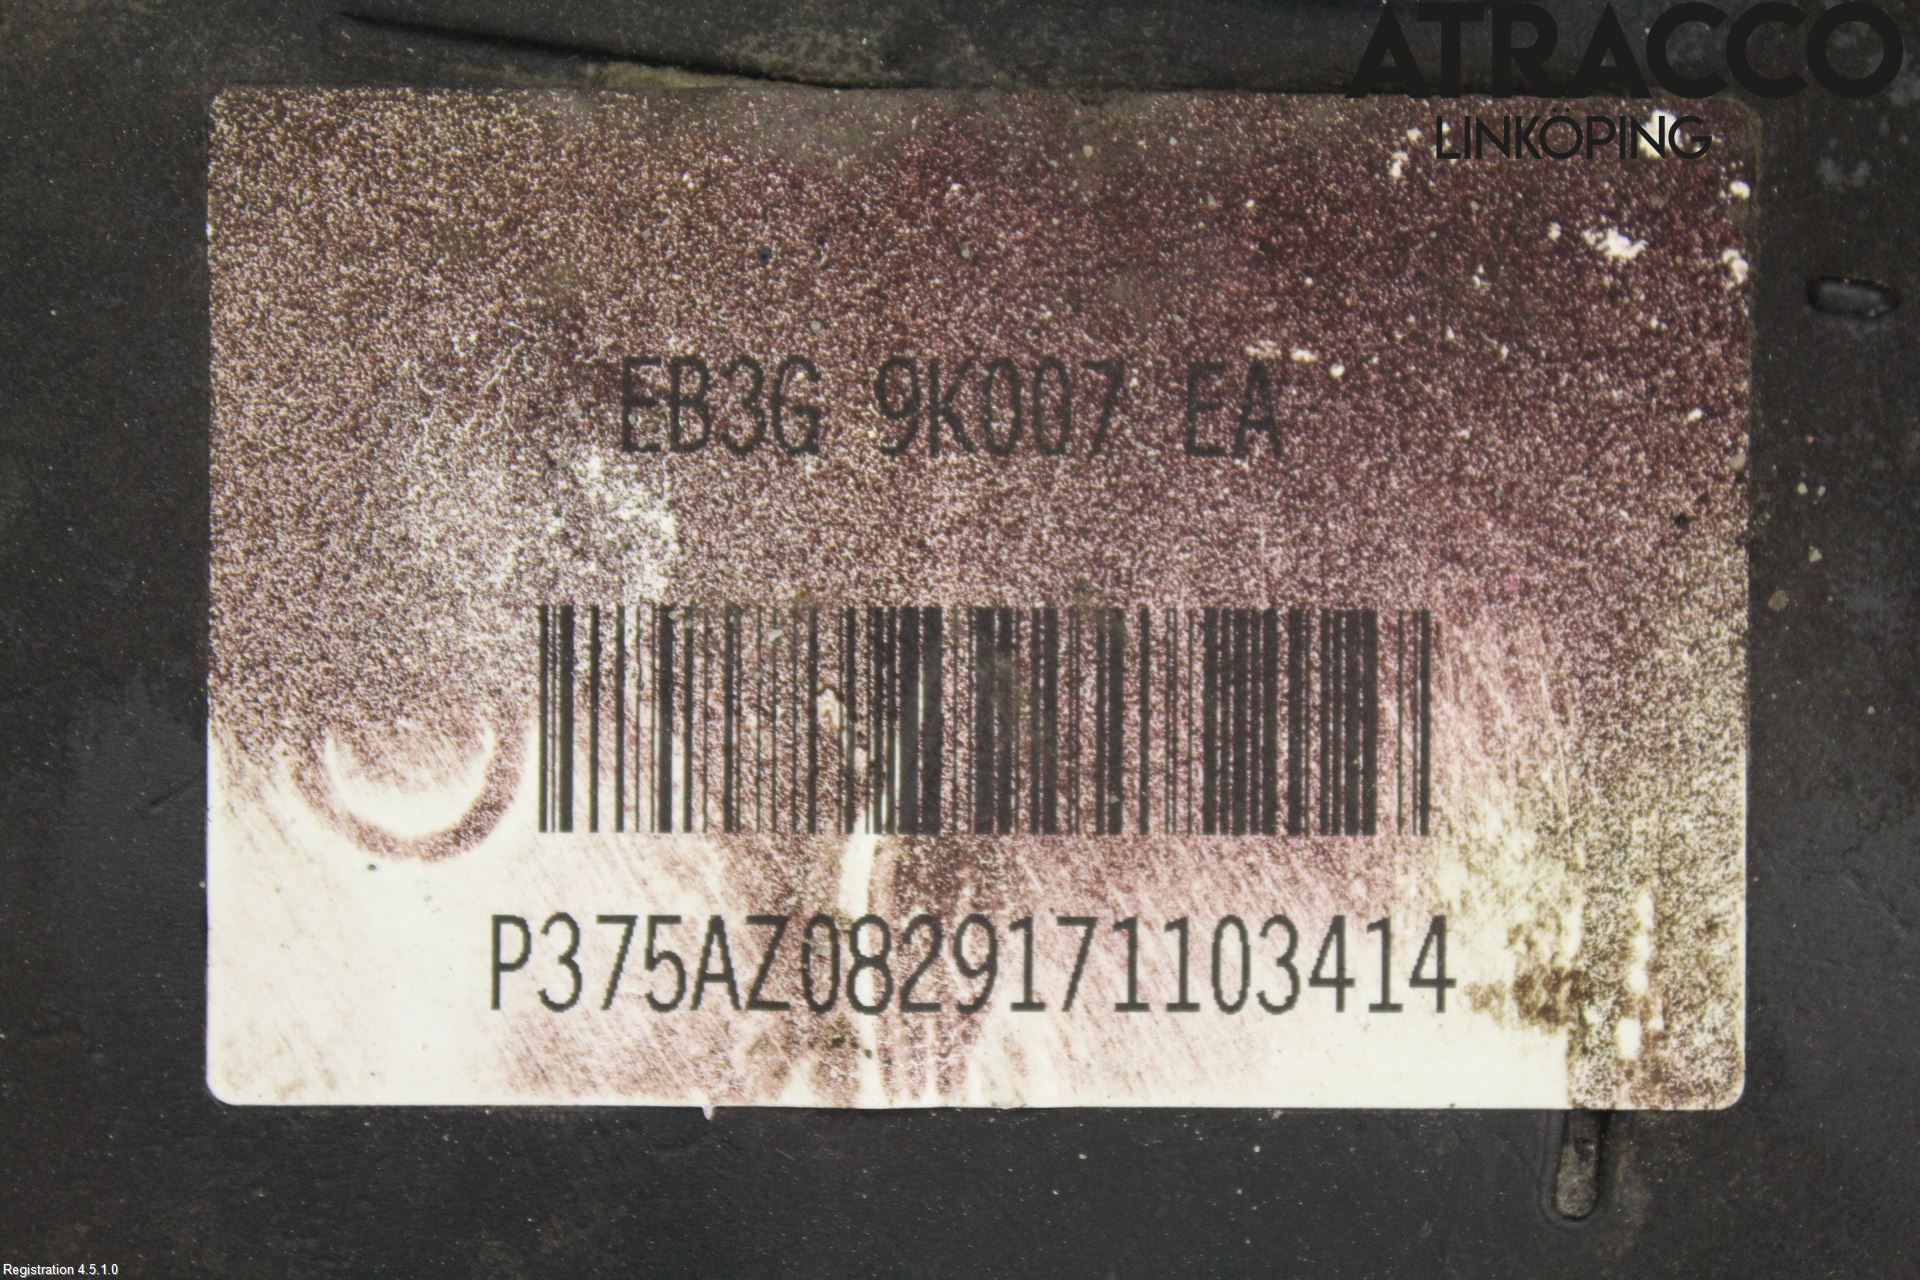 ATRACCO
LINKÖPING
EB3G 9K007 EA
P375AZ0829171103414
Registration 4.5.1.0